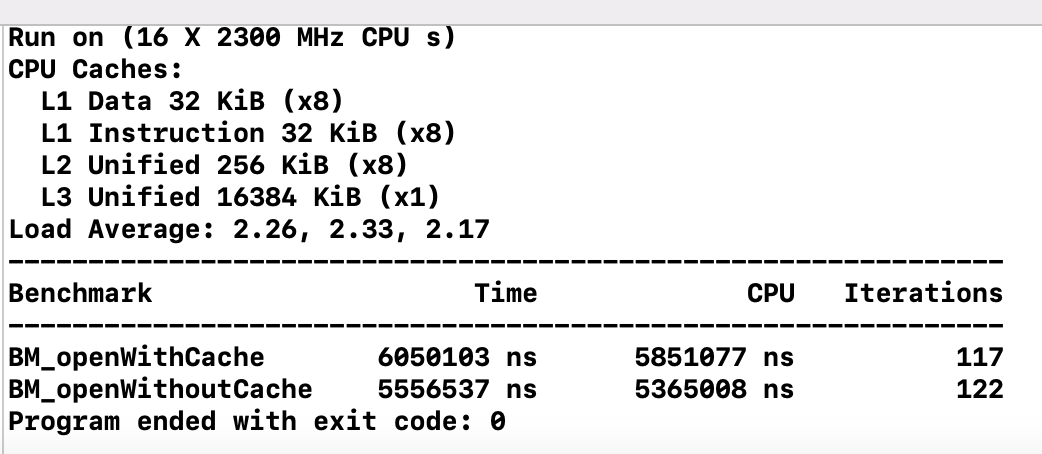 Run on (16 X 2300 MHz CPU s)
CPU Caches:
  L1 Data 32 KiB (x8)
  L1 Instruction 32 KiB (x8)
  L2 Unified 256 KiB (x8)
  L3 Unified 16384 KiB (x1)
Load Average: 2.26, 2.33, 2.17
--------------------------------------------------------------
Benchmark                    Time             CPU   Iterations
--------------------------------------------------------------
BM_openWithCache       6050103 ns      5851077 ns          117
BM_openWithoutCache    5556537 ns      5365008 ns          122
Program ended with exit code: 0